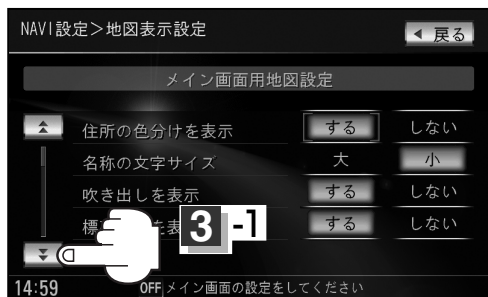 NAVI設定>地図表示設定
◀ 戻る
メイン画面用地図設定
住所の色分けを表示 する しない
名称の文字サイズ 大 小
吹き出しを表示 する しない
標 を表 する しない
3-1
14:59 OFF メイン画面の設定をしてください